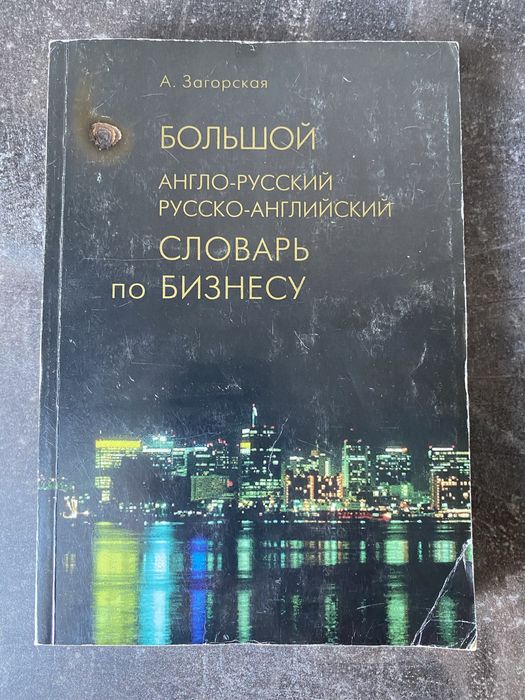 А. Загорская
БОЛЬШОЙ
АНГЛО-РУССКИЙ
РУССКО-АНГЛИЙСКИЙ
СЛОВАРЬ
по БИЗНЕСУ